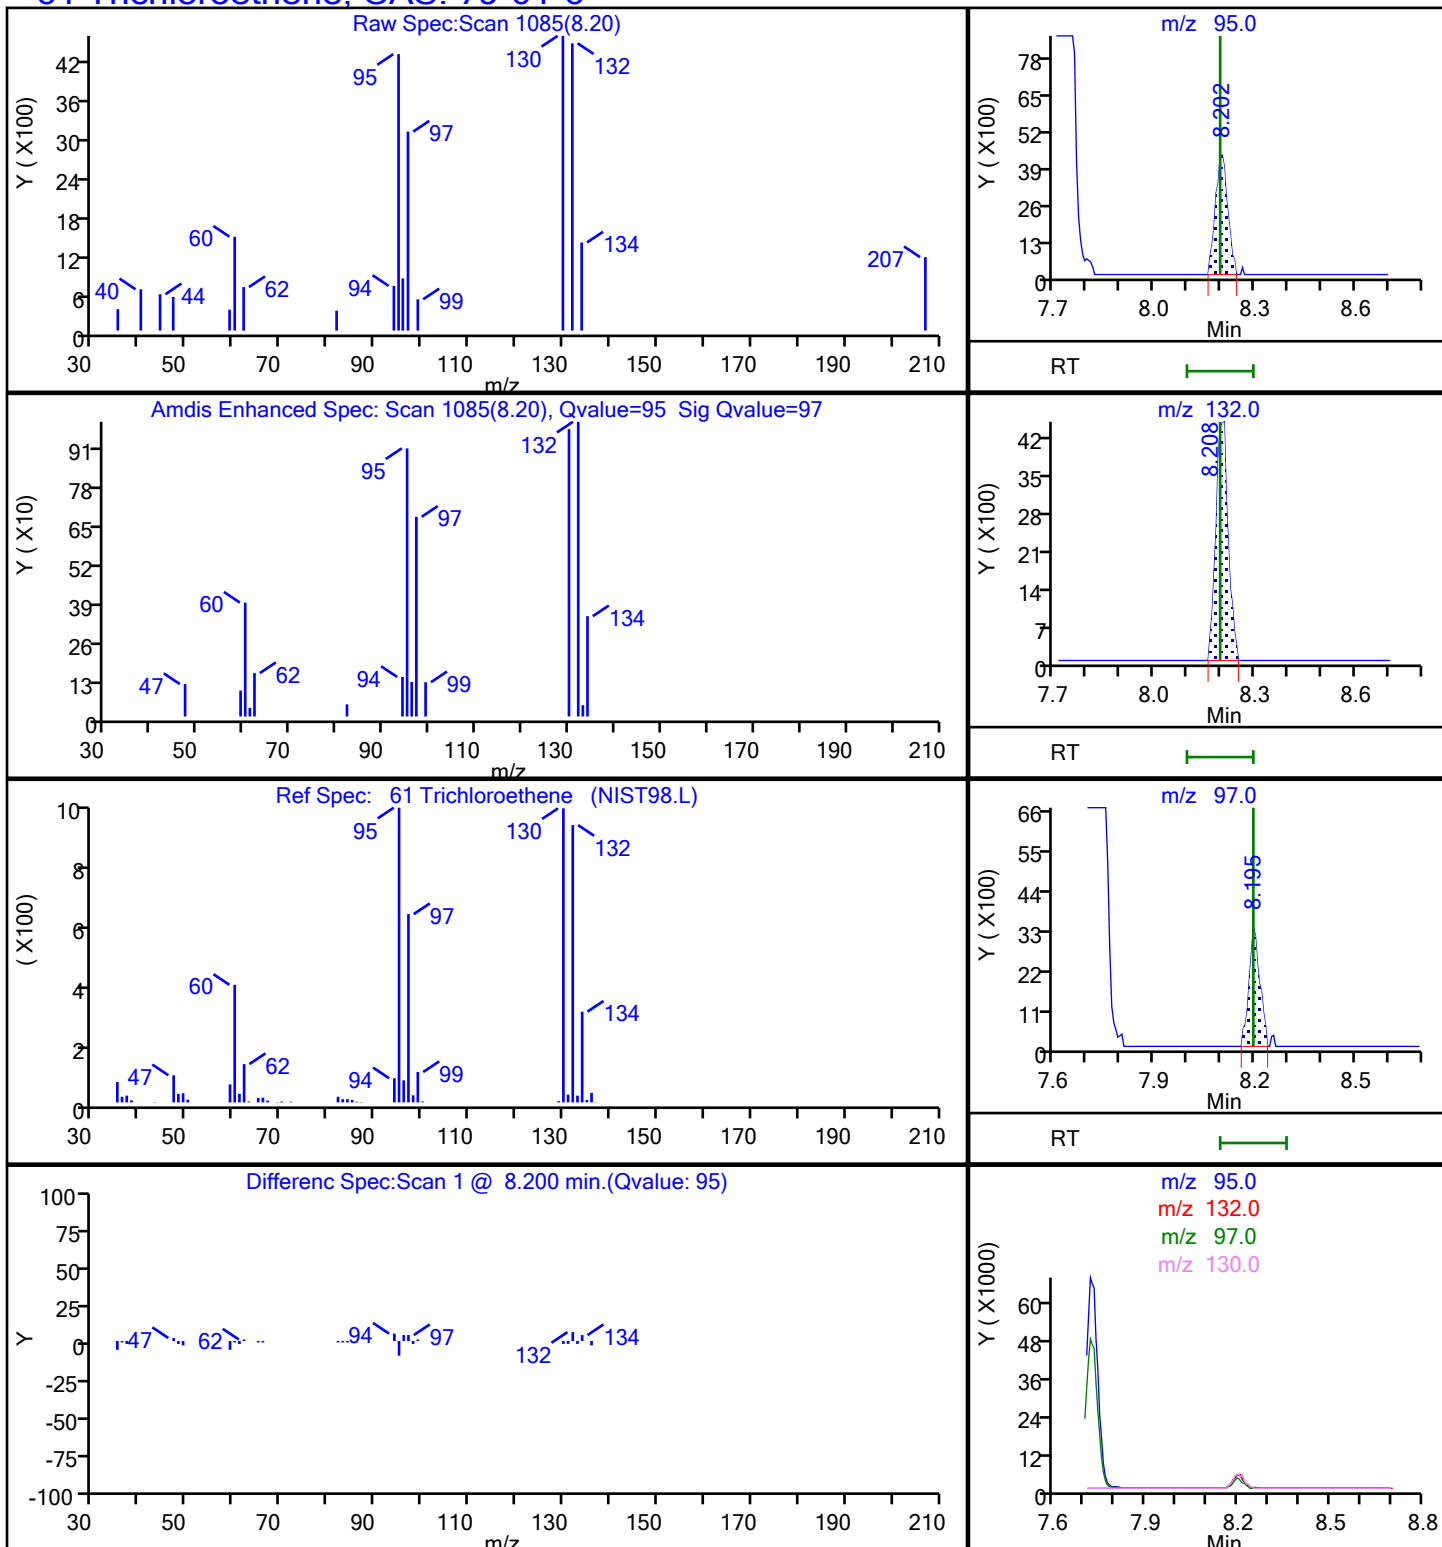 Raw Spec:Scan 1085(8.20)
Y ( X100)
42
36
30
24
18
12
6
0
40
44
60
62
94
95
97
99
130
132
134
207
30 50 70 90 110 130 150 170 190 210
m/z
m/z 95.0
Y ( X100)
78
65
52
39
26
13
0
8.202
7.7 8.0 8.3 8.6
Min
RT
Amdis Enhanced Spec: Scan 1085(8.20), Qvalue=95 Sig Qvalue=97
Y ( X10)
91
78
65
52
39
26
13
0
47
60
62
94
95
97
99
132
134
30 50 70 90 110 130 150 170 190 210
m/z
m/z 132.0
Y ( X100)
42
35
28
21
14
7
0
8.208
7.7 8.0 8.3 8.6
Min
RT
Ref Spec: 61 Trichloroethene (NIST98.L)
( X100)
10
8
6
4
2
0
47
60
62
94
95
97
99
130
132
134
30 50 70 90 110 130 150 170 190 210
m/z 97.0
Y ( X100)
66
55
44
33
22
11
0
8.195
7.6 7.9 8.2 8.5
Min
RT
Differenc Spec:Scan 1 @ 8.200 min.(Qvalue: 95)
Y
100
75
50
25
0
-25
-50
-75
-100
47
62
94
97
132
134
30 50 70 90 110 130 150 170 190 210
m/z
m/z 95.0
m/z 132.0
m/z 97.0
m/z 130.0
Y ( X1000)
60
48
36
24
12
0
7.6 7.9 8.2 8.5 8.8
Min